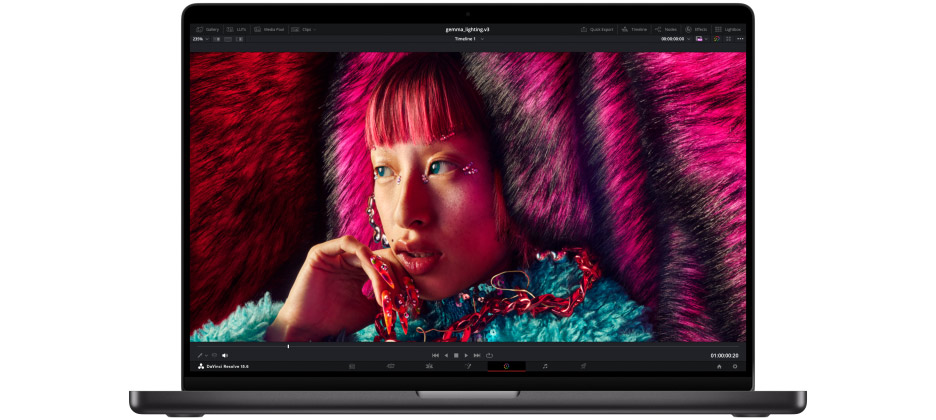 Gallery LUTs Media Pool Clips gemma_lighting.v3 Quick Export Timeline Nodes Effects Lightbox
239% Timeline 1 00:00:00:00
01:00:00:20
DaVinci Resolve 18.6